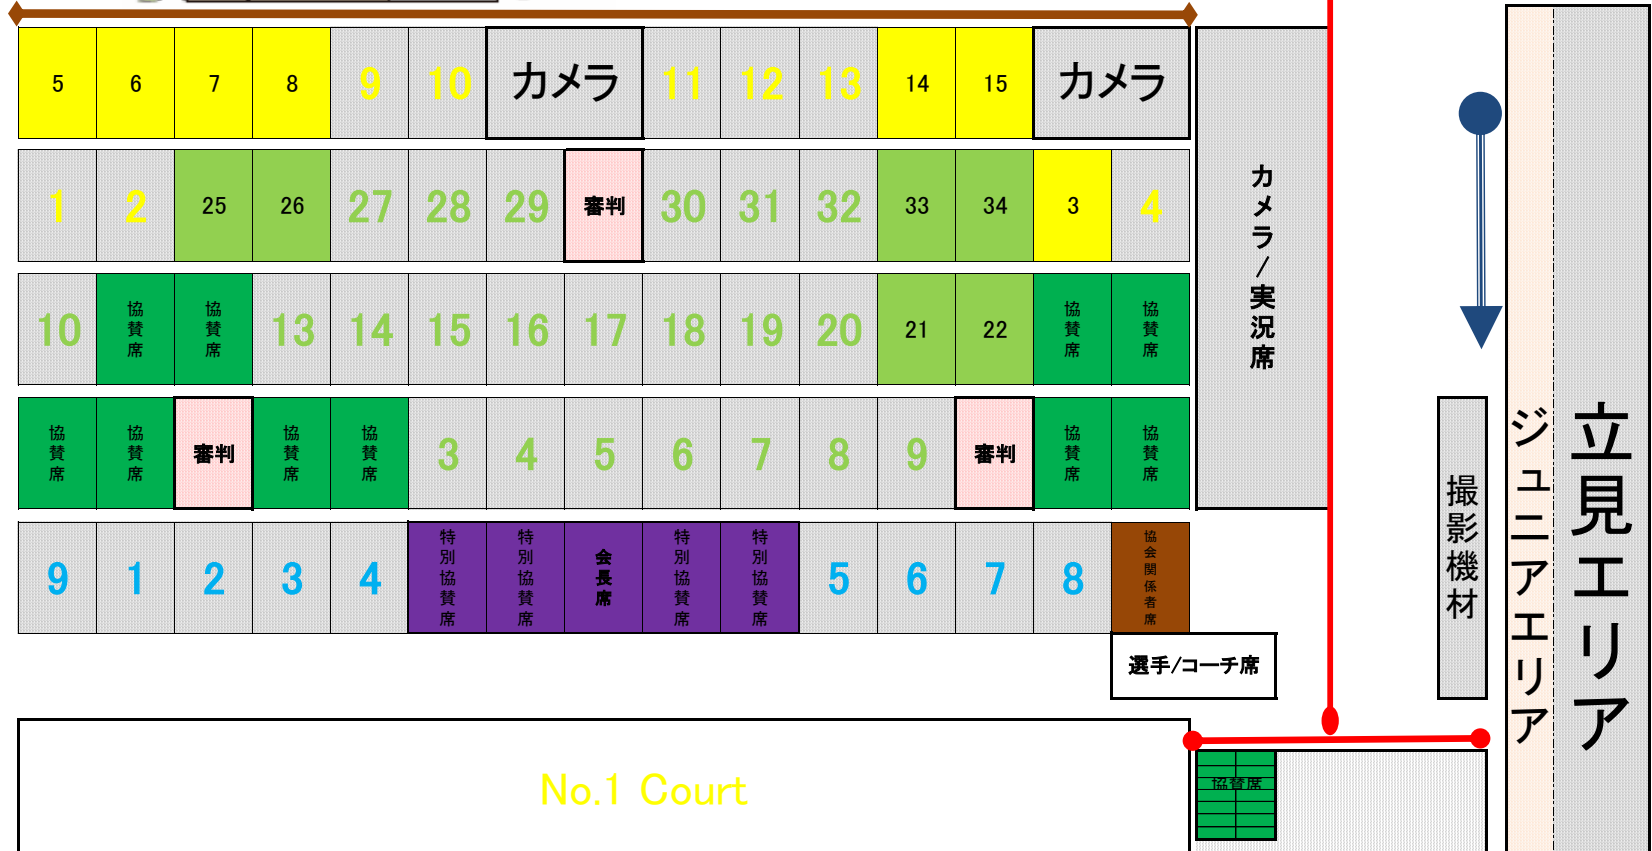 5 6 7 8 9 10 カメラ 11 12 13 14 15 カメラ
1 2 25 26 27 28 29 審判 30 31 32 33 34 3 4
10 協賛席 協賛席 13 14 15 16 17 18 19 20 21 22 協賛席 協賛席
協賛席 協賛席 審判 協賛席 協賛席 3 4 5 6 7 8 9 審判 協賛席 協賛席
9 1 2 3 4 特別協賛席 特別協賛席 会長席 特別協賛席 特別協賛席 5 6 7 8 協会関係者席
選手/コーチ席
カメラ/実況席
撮影機材
ジュニアエリア
立見エリア
No.1 Court
協賛席